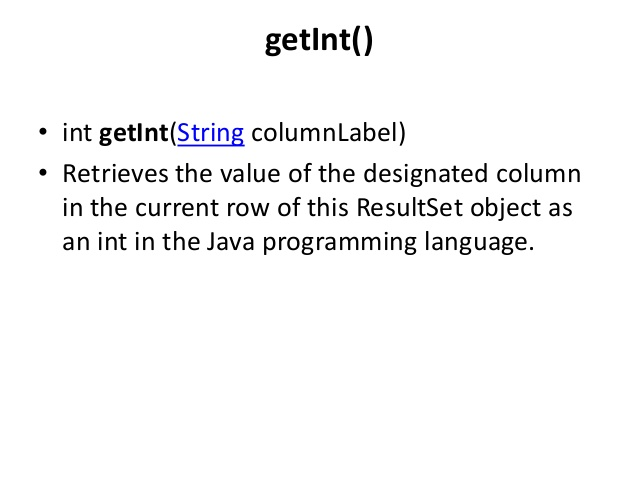 getInt()
• int getInt(String columnLabel)
• Retrieves the value of the designated column
in the current row of this ResultSet object as
an int in the Java programming language.